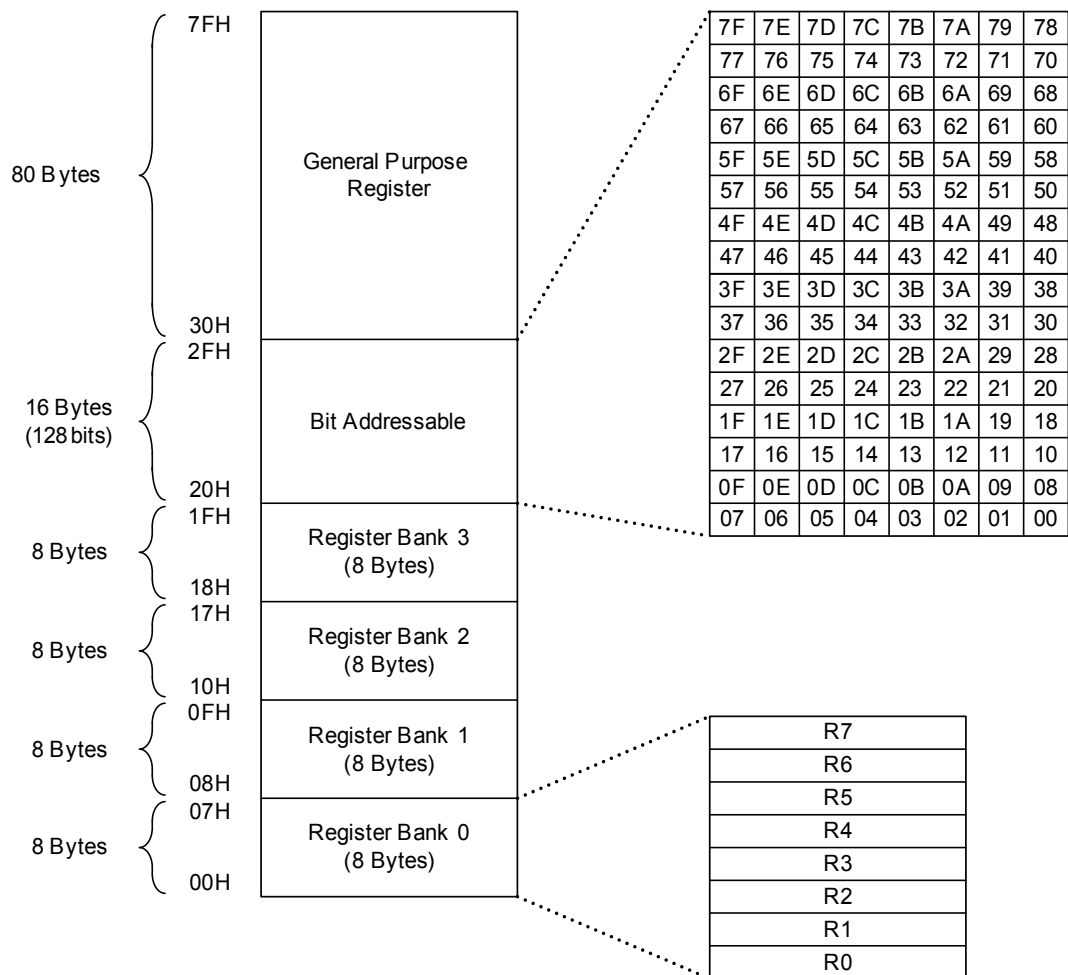 7FH
80 Bytes
General Purpose
Register
30H
2FH
16 Bytes
(128 bits)
Bit Addressable
20H
1FH
8 Bytes
Register Bank 3
(8 Bytes)
18H
17H
8 Bytes
Register Bank 2
(8 Bytes)
10H
0FH
8 Bytes
Register Bank 1
(8 Bytes)
08H
07H
8 Bytes
Register Bank 0
(8 Bytes)
00H
7F 7E 7D 7C 7B 7A 79 78
77 76 75 74 73 72 71 70
6F 6E 6D 6C 6B 6A 69 68
67 66 65 64 63 62 61 60
5F 5E 5D 5C 5B 5A 59 58
57 56 55 54 53 52 51 50
4F 4E 4D 4C 4B 4A 49 48
47 46 45 44 43 42 41 40
3F 3E 3D 3C 3B 3A 39 38
37 36 35 34 33 32 31 30
2F 2E 2D 2C 2B 2A 29 28
27 26 25 24 23 22 21 20
1F 1E 1D 1C 1B 1A 19 18
17 16 15 14 13 12 11 10
0F 0E 0D 0C 0B 0A 09 08
07 06 05 04 03 02 01 00
R7
R6
R5
R4
R3
R2
R1
R0